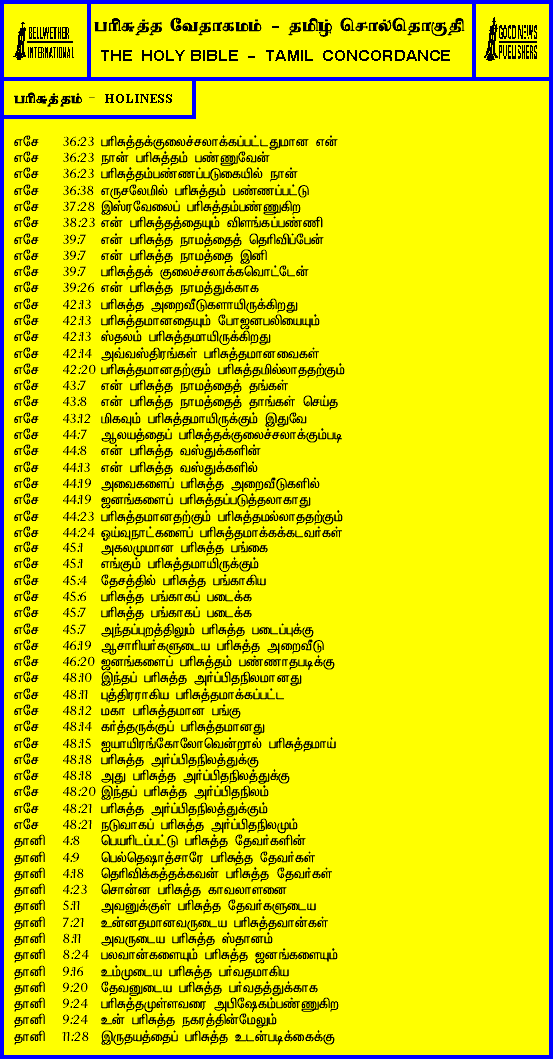 BELLWETHER
INTERNATIONAL
பரிசுத்த வேதாகமம் - தமிழ் சொல்தொகுதி
THE HOLY BIBLE - TAMIL CONCORDANCE
GOOD NEWS
PUBLISHERS
பரிசுத்தம் - HOLINESS
எசே 36:23 பரிசுத்தக்குலைச்சலாக்கப்பட்டதுமான என்
எசே 36:23 நான் பரிசுத்தம் பண்ணுவேன்
எசே 36:23 பரிசுத்தம்பண்ணப்படுகையில் நான்
எசே 36:38 எருசலேமில் பரிசுத்தம் பண்ணப்பட்டு
எசே 37:28 இஸ்ரவேலைப் பரிசுத்தம்பண்ணுகிற
எசே 38:23 என் பரிசுத்தத்தையும் விளங்கப்பண்ணி
எசே 39:7 என் பரிசுத்த நாமத்தைத் தெரிவிப்பேன்
எசே 39:7 என் பரிசுத்த நாமத்தை இனி
எசே 39:7 பரிசுத்தக் குலைச்சலாக்கவொட்டேன்
எசே 39:26 என் பரிசுத்த நாமத்துக்காக
எசே 42:13 பரிசுத்த அறைவீடுகளாயிருக்கிறது
எசே 42:13 பரிசுத்தமானதையும் போஜனபலியையும்
எசே 42:13 ஸ்தலம் பரிசுத்தமாயிருக்கிறது
எசே 42:14 அவ்வஸ்திரங்கள் பரிசுத்தமானவைகள்
எசே 42:20 பரிசுத்தமானதற்கும் பரிசுத்தமில்லாததற்கும்
எசே 43:7 என் பரிசுத்த நாமத்தைத் தங்கள்
எசே 43:8 என் பரிசுத்த நாமத்தைத் தாங்கள் செய்த
எசே 43:12 மிகவும் பரிசுத்தமாயிருக்கும் இதுவே
எசே 44:7 ஆலயத்தைப் பரிசுத்தக்குலைச்சலாக்கும்படி
எசே 44:8 என் பரிசுத்த வஸ்துக்களின்
எசே 44:13 என் பரிசுத்த வஸ்துக்களில்
எசே 44:19 அவைகளைப் பரிசுத்த அறைவீடுகளில்
எசே 44:19 ஜனங்களைப் பரிசுத்தப்படுத்தலாகாது
எசே 44:23 பரிசுத்தமானதற்கும் பரிசுத்தமல்லாததற்கும்
எசே 44:24 ஓய்வுநாட்களைப் பரிசுத்தமாக்கக்கடவர்கள்
எசே 45:1 அகலமுமான பரிசுத்த பங்கை
எசே 45:1 எங்கும் பரிசுத்தமாயிருக்கும்
எசே 45:4 தேசத்தில் பரிசுத்த பங்காகிய
எசே 45:6 பரிசுத்த பங்காகப் படைக்க
எசே 45:7 பரிசுத்த பங்காகப் படைக்க
எசே 45:7 அந்தப்புறத்திலும் பரிசுத்த படைப்புக்கு
எசே 46:19 ஆசாரியர்களுடைய பரிசுத்த அறைவீடு
எசே 46:20 ஜனங்களைப் பரிசுத்தம் பண்ணாதபடிக்கு
எசே 48:10 இந்தப் பரிசுத்த அர்ப்பிதநிலமானது
எசே 48:11 புத்திரராகிய பரிசுத்தமாக்கப்பட்ட
எசே 48:12 மகா பரிசுத்தமான பங்கு
எசே 48:14 கர்த்தருக்குப் பரிசுத்தமானது
எசே 48:15 ஐயாயிரங்கோலோவென்றால் பரிசுத்தமாய்
எசே 48:18 பரிசுத்த அர்ப்பிதநிலத்துக்கு
எசே 48:18 அது பரிசுத்த அர்ப்பிதநிலத்துக்கு
எசே 48:20 இந்தப் பரிசுத்த அர்ப்பிதநிலம்
எசே 48:21 பரிசுத்த அர்ப்பிதநிலத்துக்கும்
எசே 48:21 நடுவாகப் பரிசுத்த அர்ப்பிதநிலமும்
தானி 4:8 பெயரிடப்பட்டு பரிசுத்த தேவர்களின்
தானி 4:9 பெல்தெஷாத்சாரே பரிசுத்த தேவர்கள்
தானி 4:18 தெரிவிக்கத்தக்கவன் பரிசுத்த தேவர்கள்
தானி 4:23 சொன்ன பரிசுத்த காவலாளனை
தானி 5:11 அவனுக்குள் பரிசுத்த தேவர்களுடைய
தானி 7:21 உன்னதமானவருடைய பரிசுத்தவான்கள்
தானி 8:11 அவருடைய பரிசுத்த ஸ்தானம்
தானி 8:24 பலவான்களையும் பரிசுத்த ஜனங்களையும்
தானி 9:16 உம்முடைய பரிசுத்த பர்வதமாகிய
தானி 9:20 தேவனுடைய பரிசுத்த பர்வதத்துக்காக
தானி 9:24 பரிசுத்தமுள்ளவரை அபிஷேகம்பண்ணுகிற
தானி 9:24 உன் பரிசுத்த நகரத்தின்மேலும்
தானி 11:28 இருதயத்தைப் பரிசுத்த உடன்படிக்கைக்கு